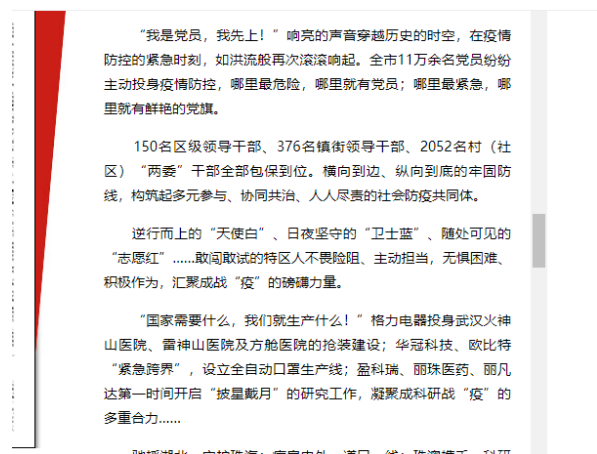 “我是党员，我先上！”响亮的声音穿越历史的时空，在疫情
防控的紧急时刻，如洪流般再次滚滚响起。全市11万余名党员纷纷
主动投身疫情防控，哪里最危险，哪里就有党员；哪里最紧急，哪
里就有鲜艳的党旗。
150名区级领导干部、376名镇街领导干部、2052名村（社
区）“两委”干部全部包保到位。横向到边、纵向到底的牢固防
线，构筑起多元参与、协同共治、人人尽责的社会防疫共同体。
逆行而上的“天使白”、日夜坚守的“卫士蓝”、随处可见的
“志愿红”……敢闯敢试的特区人不畏险阻、主动担当，无惧困难、
积极作为，汇聚成战“疫”的磅礴力量。
“国家需要什么，我们就生产什么！”格力电器投身武汉火神
山医院、雷神山医院及方舱医院的抢装建设；华冠科技、欧比特
“紧急跨界”，设立全自动口罩生产线；盈科瑞、丽珠医药、丽凡
达第一时间开启“披星戴月”的研究工作，凝聚成科研战“疫”的
多重合力……